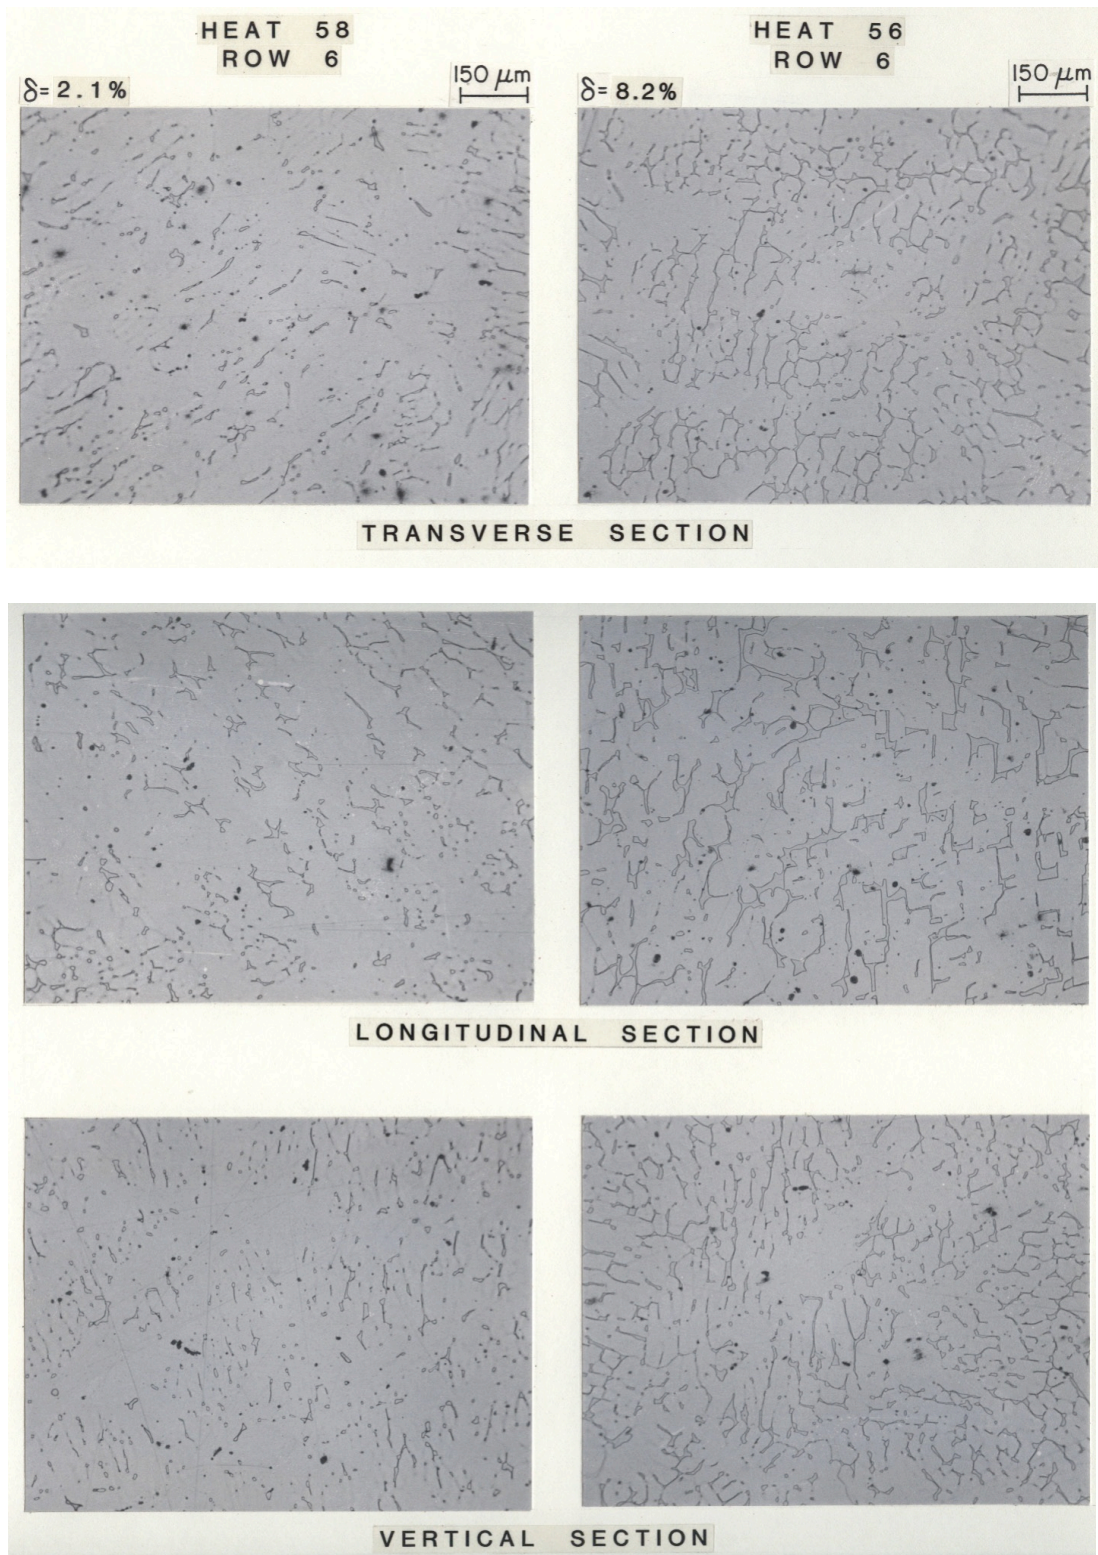 HEAT 58
ROW 6
δ= 2.1%
150 μm
HEAT 56
ROW 6
δ= 8.2%
150 μm
TRANSVERSE SECTION
LONGITUDINAL SECTION
VERTICAL SECTION